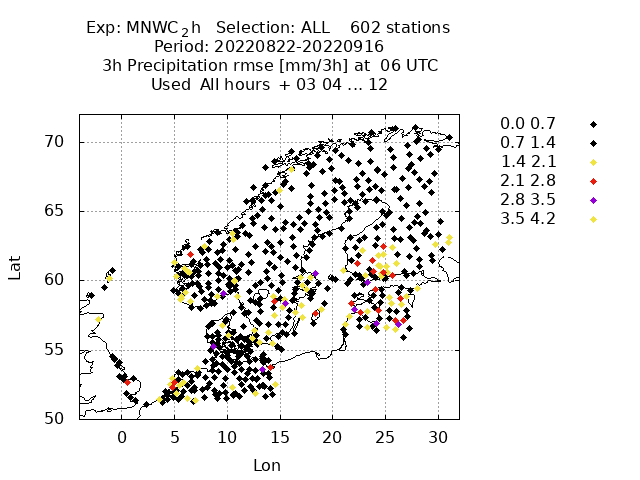 Exp: MNWC₂h   Selection: ALL    602 stations
Period: 20220822-20220916
3h Precipitation rmse [mm/3h] at  06 UTC
Used  All hours  + 03 04 ... 12
0.0 0.7
0.7 1.4
1.4 2.1
2.1 2.8
2.8 3.5
3.5 4.2
70
65
60
55
50
Lat
0 5 10 15 20 25 30
Lon